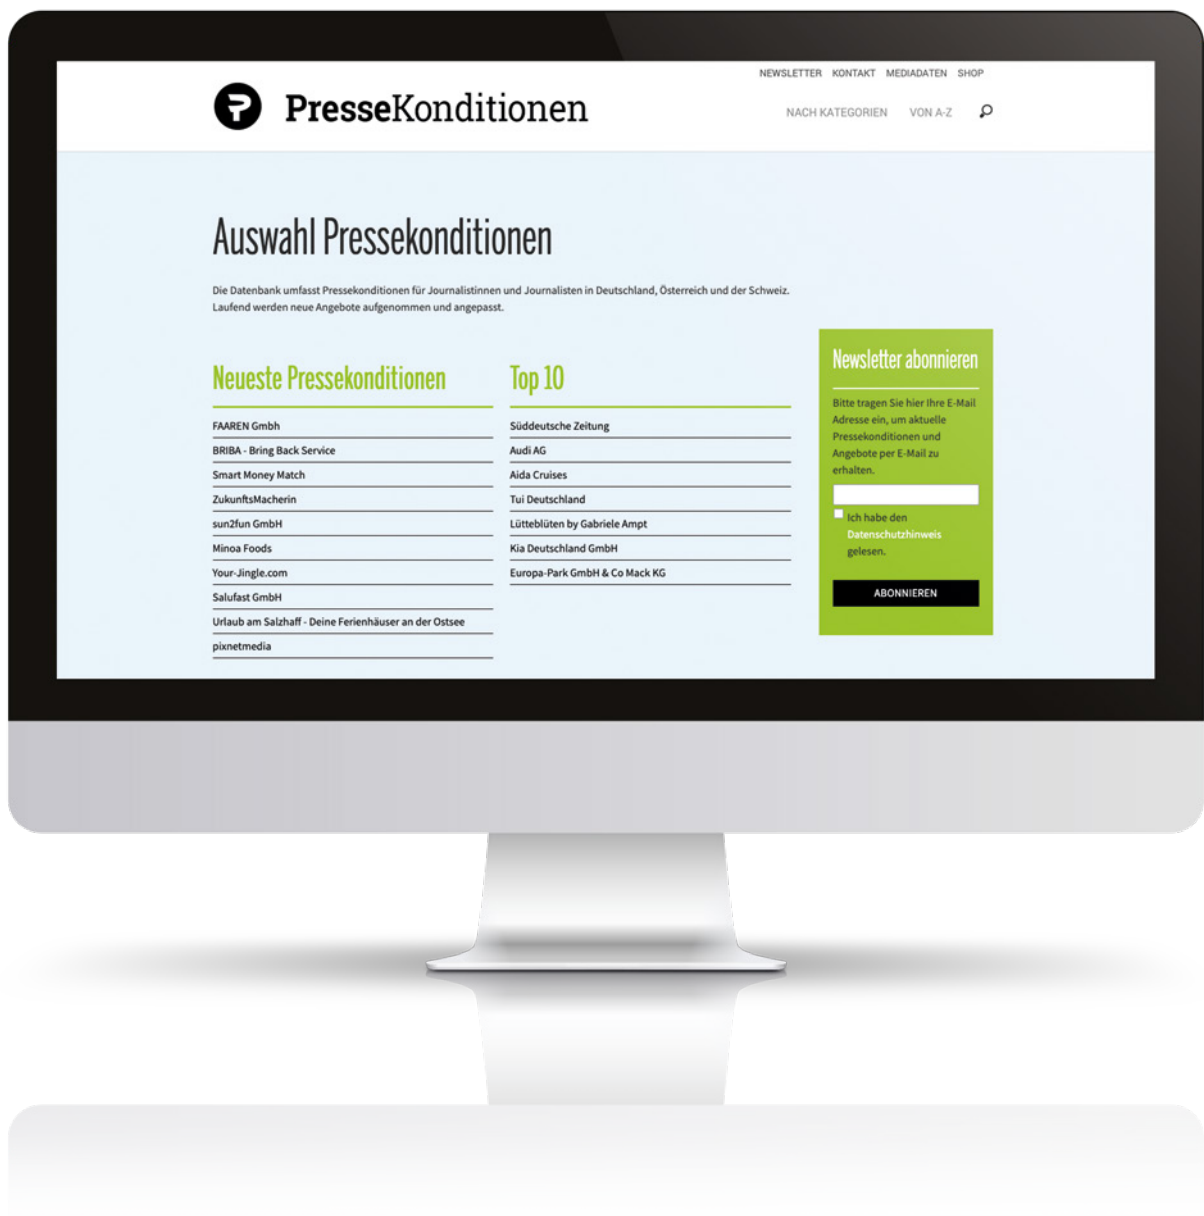 NEWSLETTER KONTAKT MEDIADATEN SHOP
PresseKonditionen
NACH KATEGORIEN VON A-Z
Auswahl Pressekonditionen
Die Datenbank umfasst Pressekonditionen für Journalistinnen und Journalisten in Deutschland, Österreich und der Schweiz.
Laufend werden neue Angebote aufgenommen und angepasst.
Neueste Pressekonditionen
FAAREN Gmbh
BRIBA - Bring Back Service
Smart Money Match
ZukunftsMacherin
sun2fun GmbH
Minoa Foods
Your-Jingle.com
Salufast GmbH
Urlaub am Salzhaff - Deine Ferienhäuser an der Ostsee
pixnetmedia
Top 10
Süddeutsche Zeitung
Audi AG
Aida Cruises
Tui Deutschland
Lütteblüten by Gabriele Ampt
Kia Deutschland GmbH
Europa-Park GmbH & Co Mack KG
Newsletter abonnieren
Bitte tragen Sie hier Ihre E-Mail
Adresse ein, um aktuelle
Pressekonditionen und
Angebote per E-Mail zu
erhalten.
Ich habe den
Datenschutzhinweis
gelesen.
ABONNIEREN